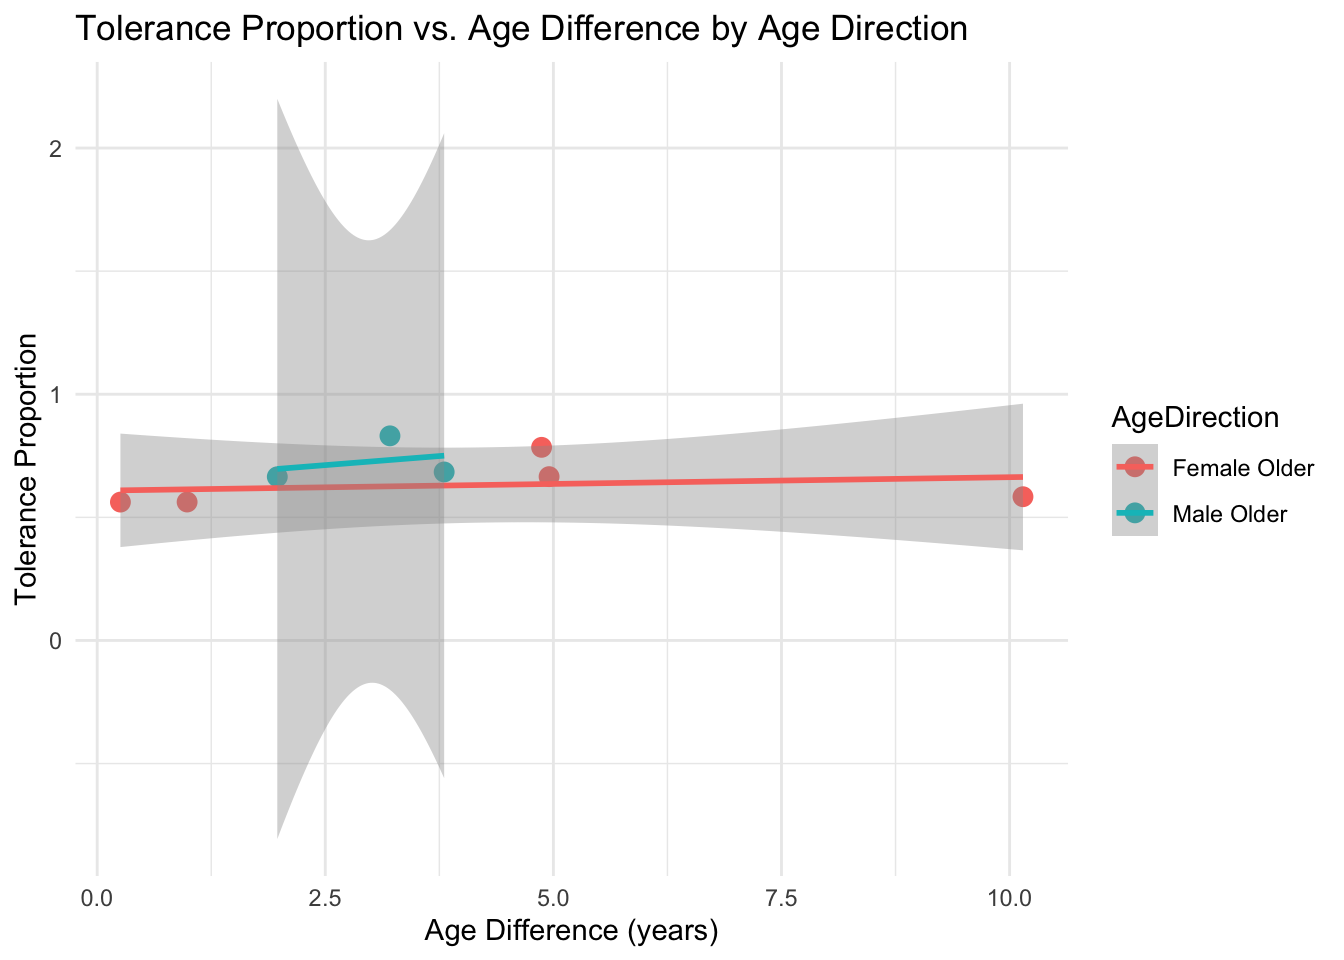 Tolerance Proportion vs. Age Difference by Age Direction
Tolerance Proportion
2
1
0
0.0
2.5
5.0
7.5
10.0
Age Difference (years)
AgeDirection
Female Older
Male Older